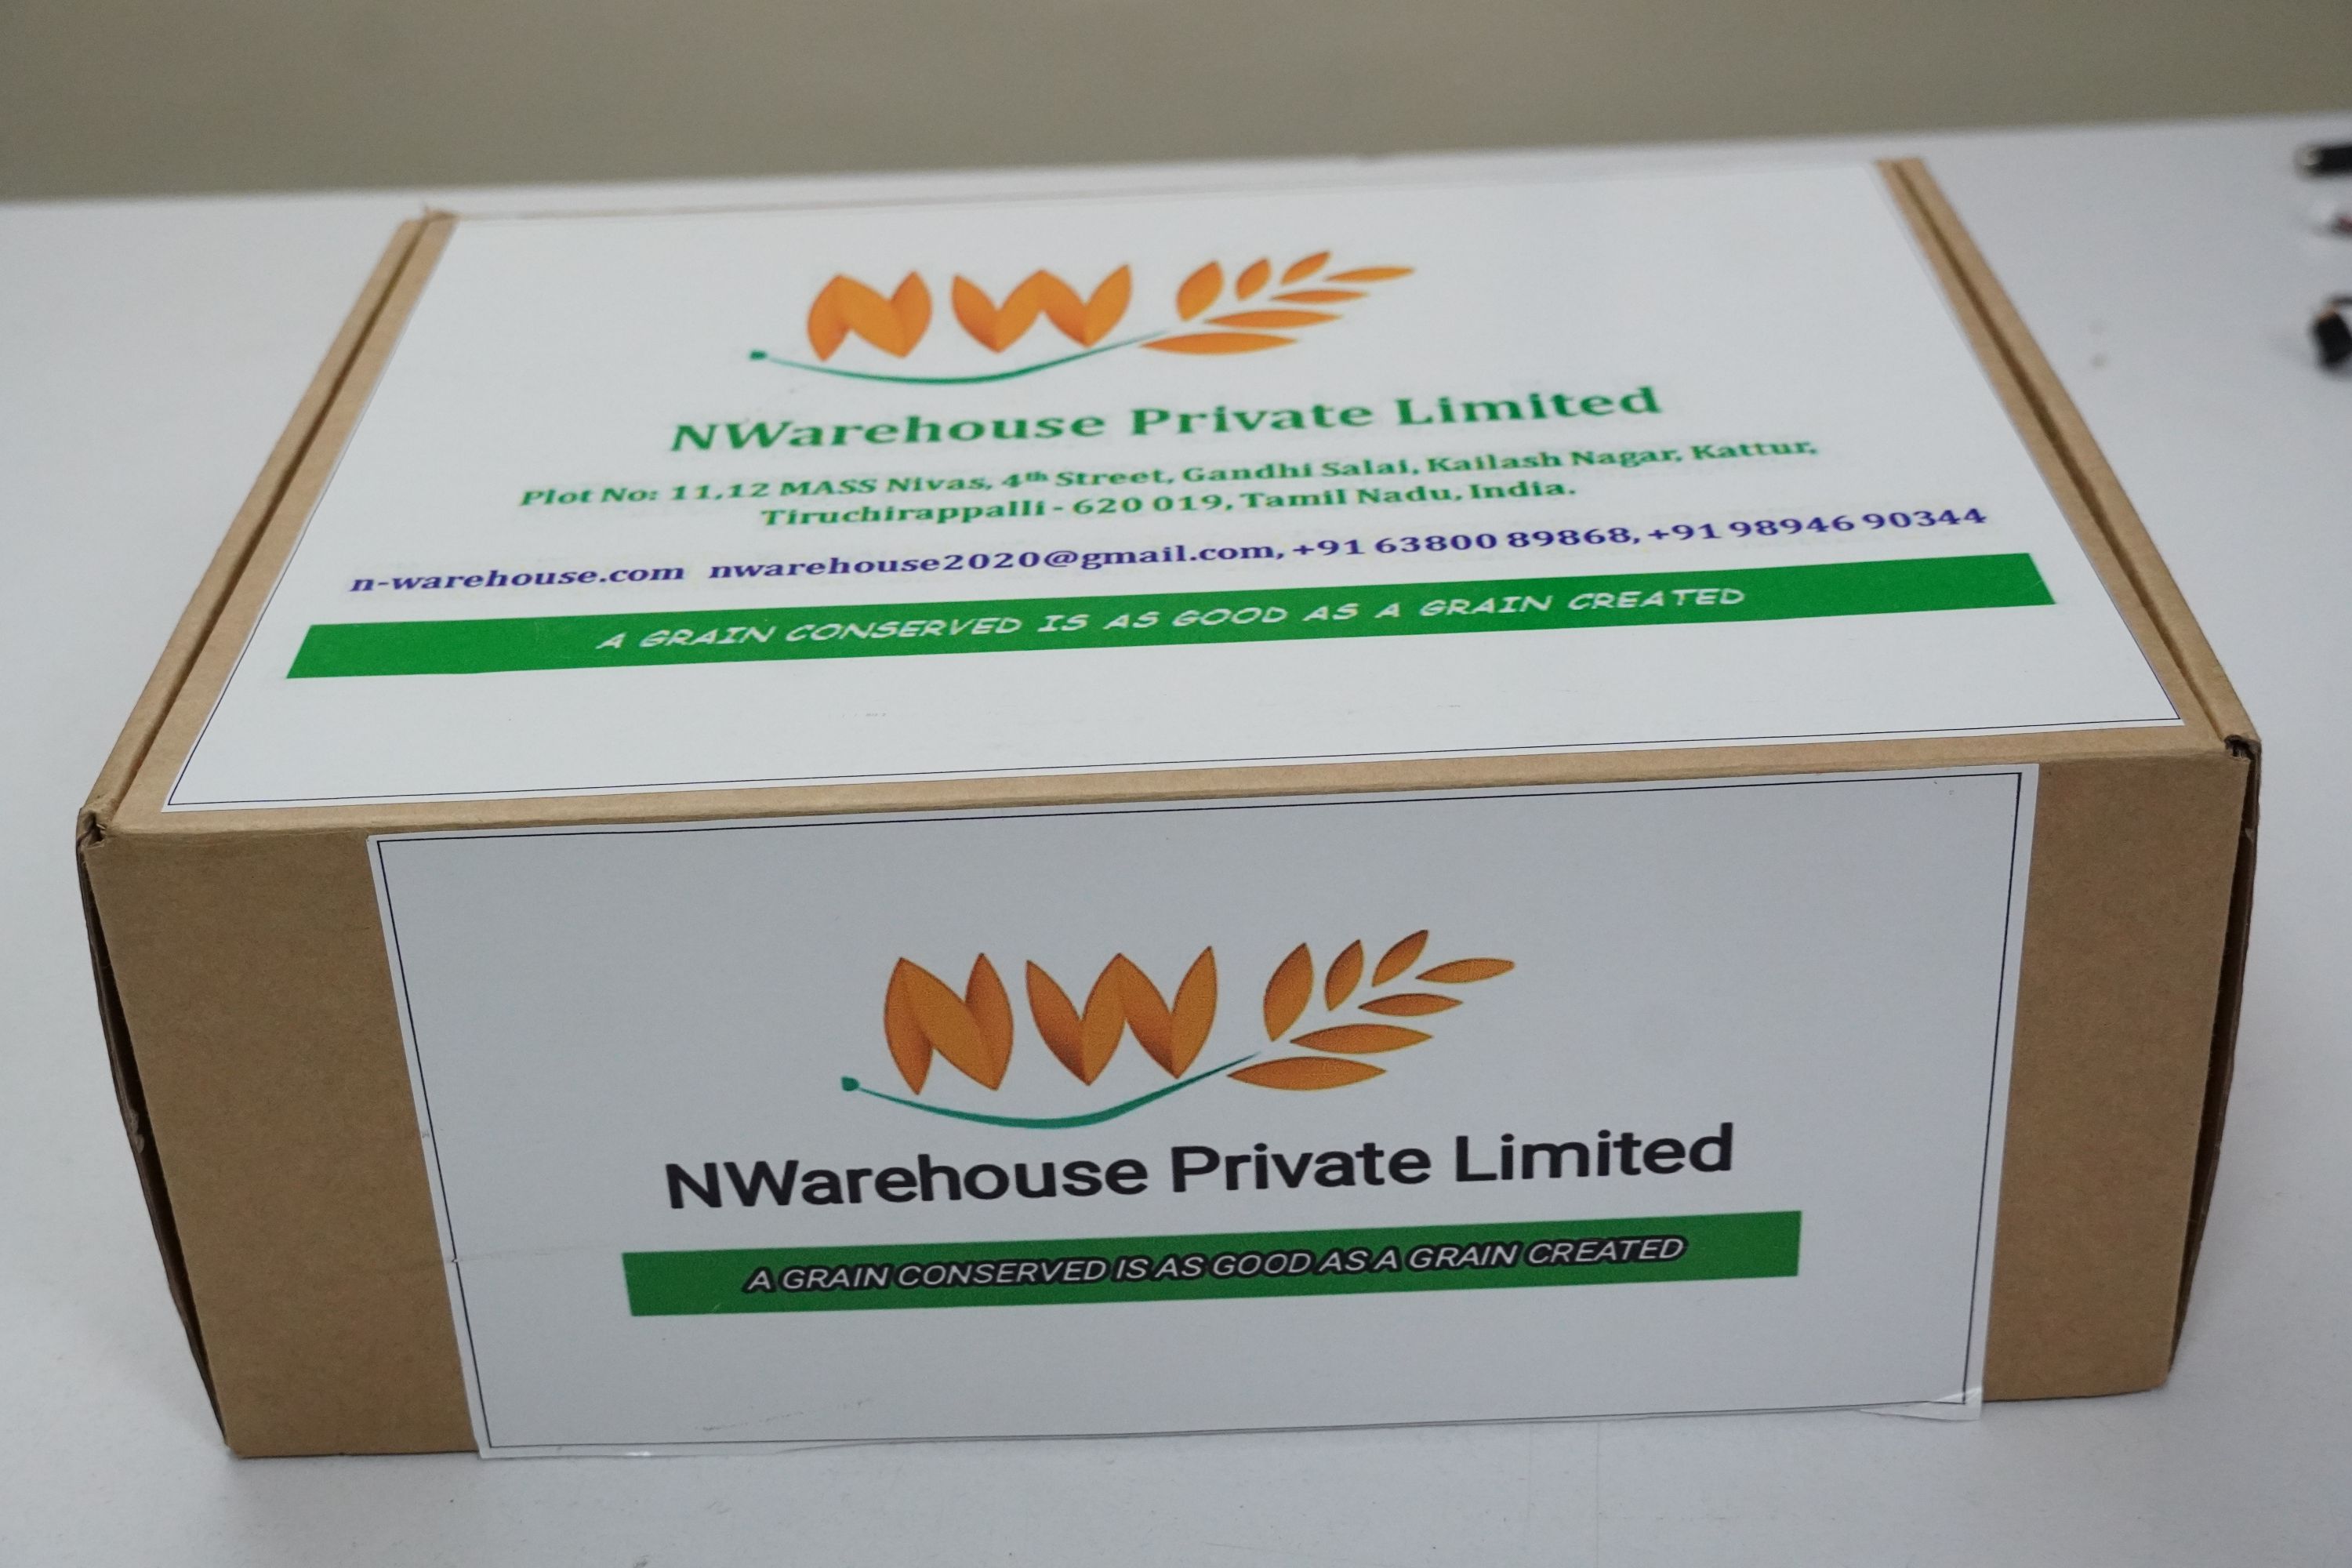 NW
NWarehouse Private Limited
Plot No: 11,12 MASS Nivas, 4th Street, Gandhi Salai, Kailash Nagar, Kattur,
Tiruchirappalli - 620 019, Tamil Nadu, India.
n-warehouse.com nwarehouse2020@gmail.com, +91 63800 89868, +91 98946 90344
A GRAIN CONSERVED IS AS GOOD AS A GRAIN CREATED
NW
NWarehouse Private Limited
A GRAIN CONSERVED IS AS GOOD AS A GRAIN CREATED